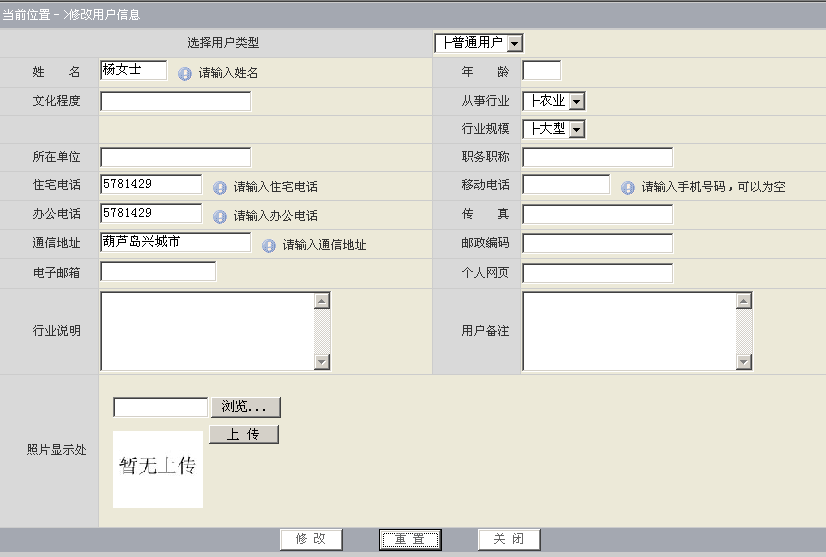 当前位置->修改用户信息
选择用户类型 ├普通用户
姓 名 杨女士 请输入姓名 年 龄
文化程度 从事行业 ├农业
行业规模 ├大型
所在单位 职务职称
住宅电话 5781429 请输入住宅电话 移动电话 请输入手机号码，可以为空
办公电话 5781429 请输入办公电话 传 真
通信地址 葫芦岛兴城市 请输入通信地址 邮政编码
电子邮箱 个人网页
行业说明 用户备注
浏览...
上 传
照片显示处 暂无上传
修 改 重 置 关 闭